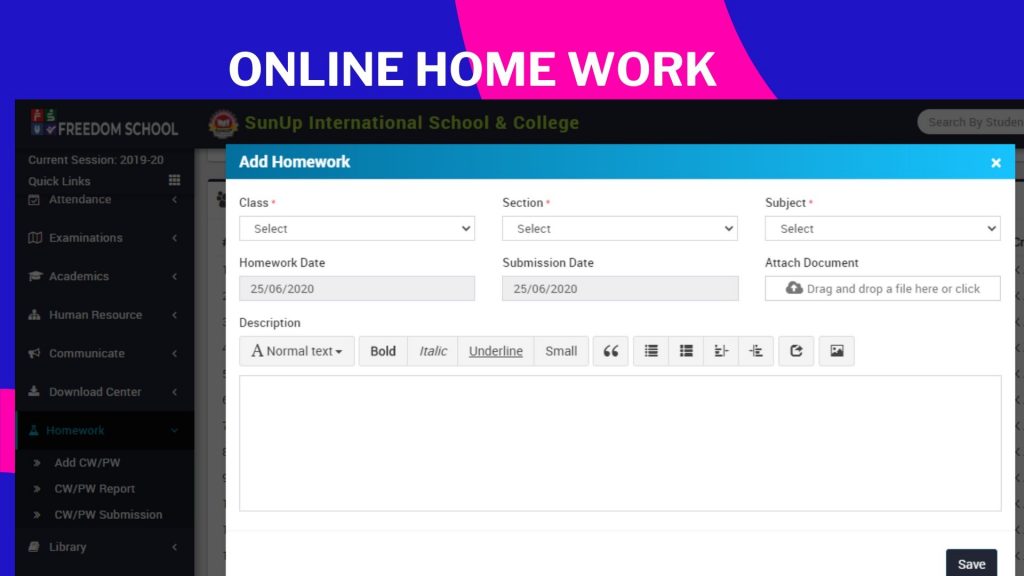 ONLINE HOME WORK
FREEDOM SCHOOL
SunUp International School & College
Search By Studen
Current Session: 2019-20
Quick Links
Attendance
Examinations
Academics
Human Resource
Communicate
Download Center
Homework
Add CW/PW
CW/PW Report
CW/PW Submission
Library
Add Homework
×
Class *
Section *
Subject *
Select
Select
Select
Homework Date
Submission Date
Attach Document
25/06/2020
25/06/2020
Drag and drop a file here or click
Description
A Normal text
Bold
Italic
Underline
Small
Save